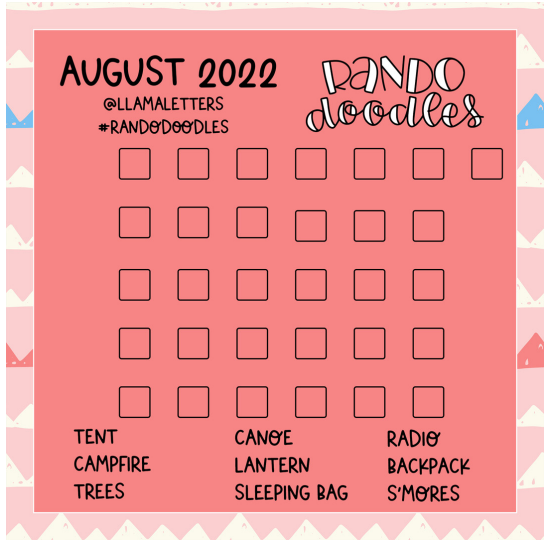 AUGUST 2022
@LLAMALETTERS
#RANDODOODLES
RANDO
doodles
TENT
CAMPFIRE
TREES
CANOE
LANTERN
SLEEPING BAG
RADIO
BACKPACK
S'MORES